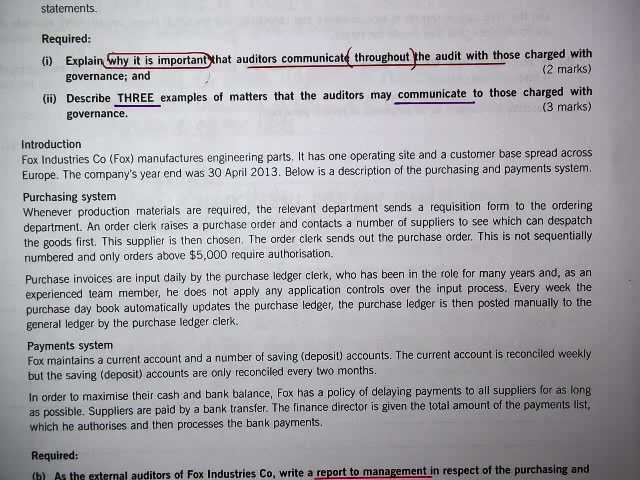 statements.
Required:
(i) Explain why it is important that auditors communicate throughout the audit with those charged with
governance; and (2 marks)
(ii) Describe THREE examples of matters that the auditors may communicate to those charged with
governance. (3 marks)
Introduction
Fox Industries Co (Fox) manufactures engineering parts. It has one operating site and a customer base spread across
Europe. The company's year end was 30 April 2013. Below is a description of the purchasing and payments system.
Purchasing system
Whenever production materials are required, the relevant department sends a requisition form to the ordering
department. An order clerk raises a purchase order and contacts a number of suppliers to see which can despatch
the goods first. This supplier is then chosen. The order clerk sends out the purchase order. This is not sequentially
numbered and only orders above $5,000 require authorisation.
Purchase invoices are input daily by the purchase ledger clerk, who has been in the role for many years and, as an
experienced team member, he does not apply any application controls over the input process. Every week the
purchase day book automatically updates the purchase ledger, the purchase ledger is then posted manually to the
general ledger by the purchase ledger clerk.
Payments system
Fox maintains a current account and a number of saving (deposit) accounts. The current account is reconciled weekly
but the saving (deposit) accounts are only reconciled every two months.
In order to maximise their cash and bank balance, Fox has a policy of delaying payments to all suppliers for as long
as possible. Suppliers are paid by a bank transfer. The finance director is given the total amount of the payments list,
which he authorises and then processes the bank payments.
Required:
(b) As the external auditors of Fox Industries Co, write a report to management in respect of the purchasing and